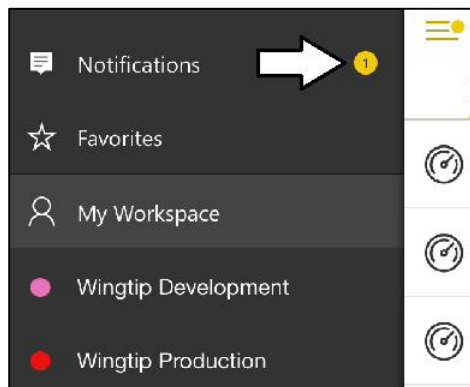 Notifications
1
Favorites
My Workspace
Wingtip Development
Wingtip Production